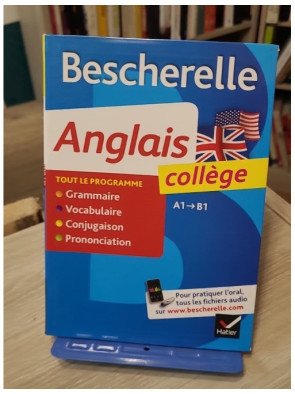 Bescherelle
Anglais
collège
TOUT LE PROGRAMME
Grammaire
Vocabulaire
Conjugaison
Prononciation
A1→B1
Pour pratiquer l'oral,
tous les fichiers audio
sur www.bescherelle.com
Hatier